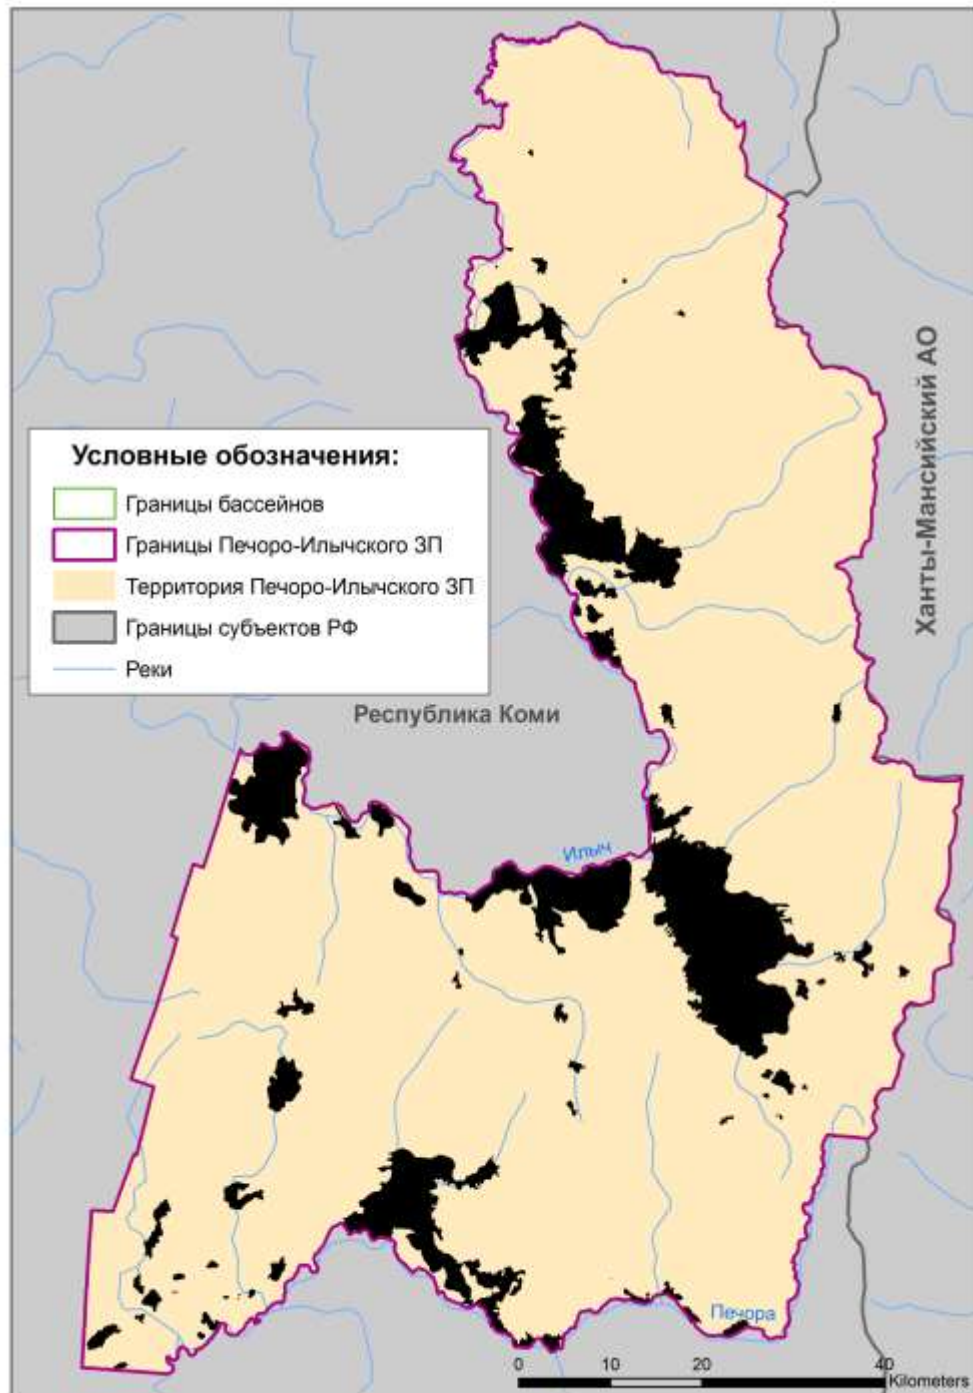 Ханты-Мансийский АО
Условные обозначения:
Границы бассейнов
Границы Печоро-Илычского ЗП
Территория Печоро-Илычского ЗП
Границы субъектов РФ
Реки
Республика Коми
Илыч
Печора
0 10 20 40
Kilometers